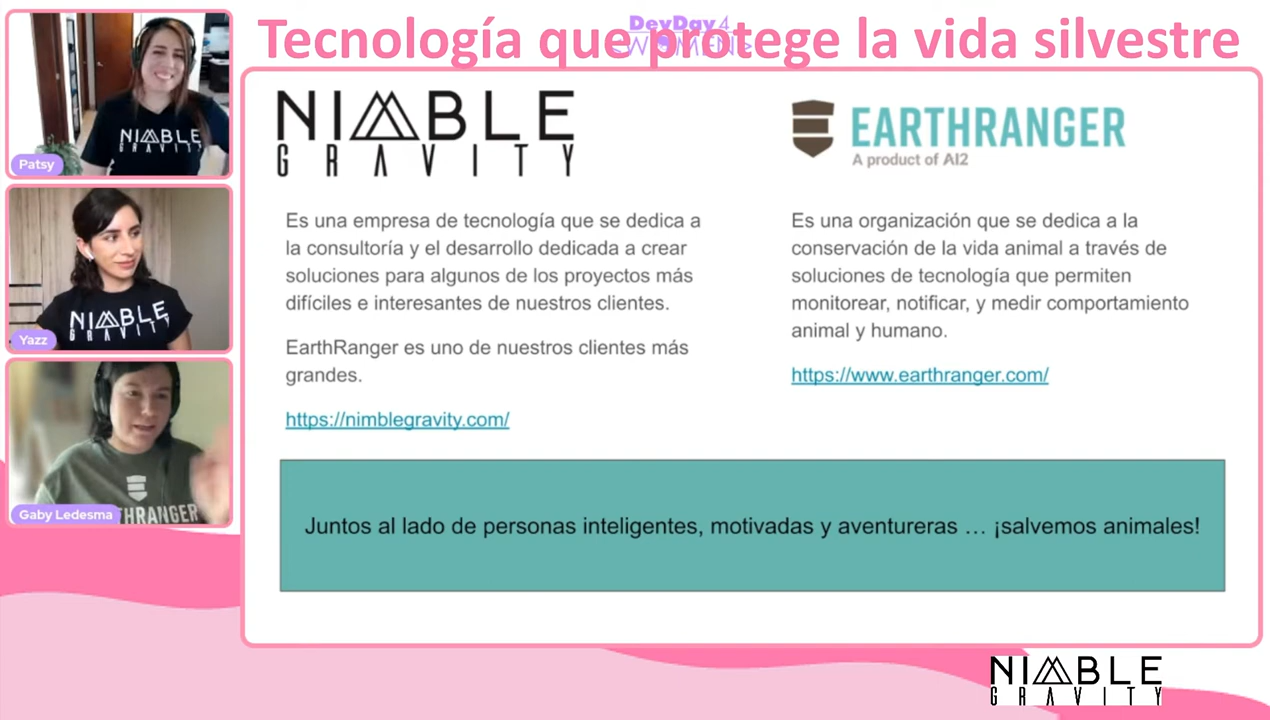 DevDay4
<WOMEN>
Tecnología que protege la vida silvestre
NIMBLE
GRAVITY
Patsy
NIMBLE
GRAVITY
Yazz
NIMBLE
GRAVITY
Gaby Ledesma
THRANGER
NIMBLE
GRAVITY
Es una empresa de tecnología que se dedica a
la consultoría y el desarrollo dedicada a crear
soluciones para algunos de los proyectos más
difíciles e interesantes de nuestros clientes.
EarthRanger es uno de nuestros clientes más
grandes.
https://nimblegravity.com/
EARTHRANGER
A product of AI2
Es una organización que se dedica a la
conservación de la vida animal a través de
soluciones de tecnología que permiten
monitorear, notificar, y medir comportamiento
animal y humano.
https://www.earthranger.com/
Juntos al lado de personas inteligentes, motivadas y aventureras … ¡salvemos animales!
NIMBLE
GRAVITY